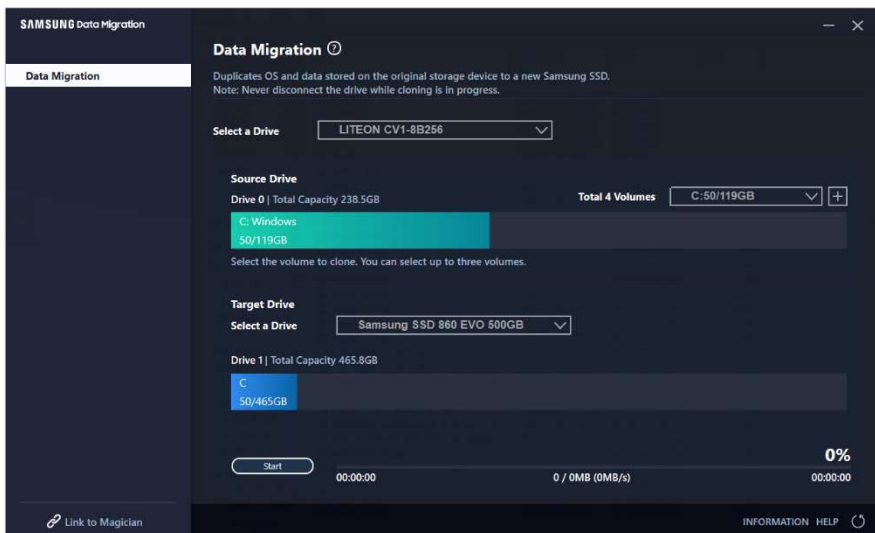 SAMSUNG Data Migration
Data Migration
Data Migration ?
Duplicates OS and data stored on the original storage device to a new Samsung SSD.
Note: Never disconnect the drive while cloning is in progress.
Select a Drive LITEON CV1-8B256
Source Drive
Drive 0 | Total Capacity 238.5GB Total 4 Volumes C:50/119GB +
C: Windows
50/119GB
Select the volume to clone. You can select up to three volumes.
Target Drive
Select a Drive Samsung SSD 860 EVO 500GB
Drive 1 | Total Capacity 465.8GB
C
50/465GB
0%
Start
00:00:00 0 / 0MB (0MB/s) 00:00:00
Link to Magician INFORMATION HELP